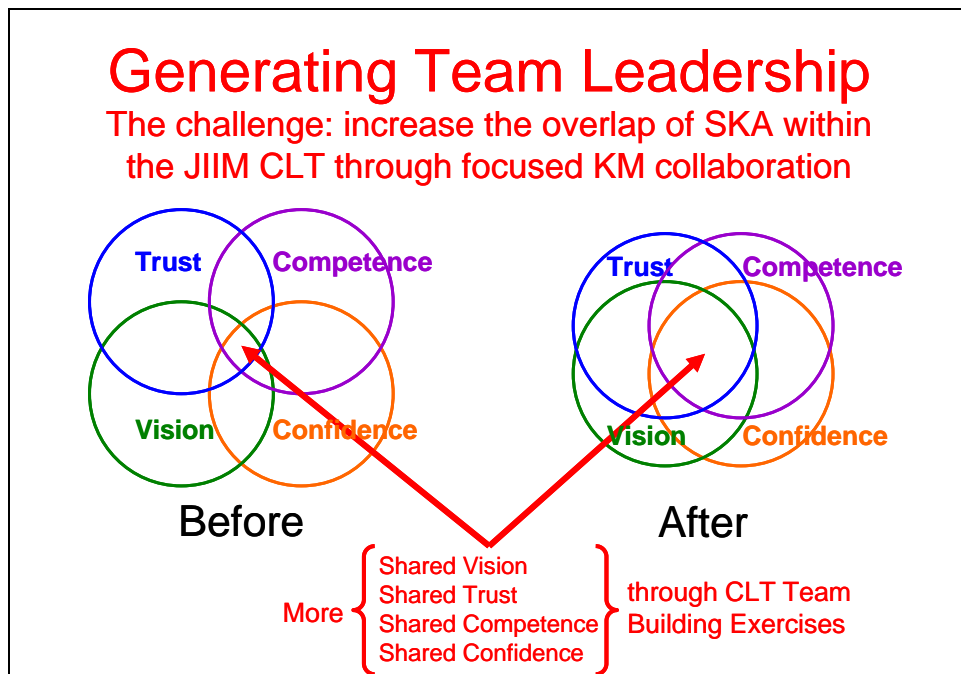 Generating Team Leadership
The challenge: increase the overlap of SKA within
the JIIM CLT through focused KM collaboration
Trust
Competence
Vision
Confidence
Before
Trust
Competence
Vision
Confidence
After
More
Shared Vision
Shared Trust
Shared Competence
Shared Confidence
through CLT Team
Building Exercises